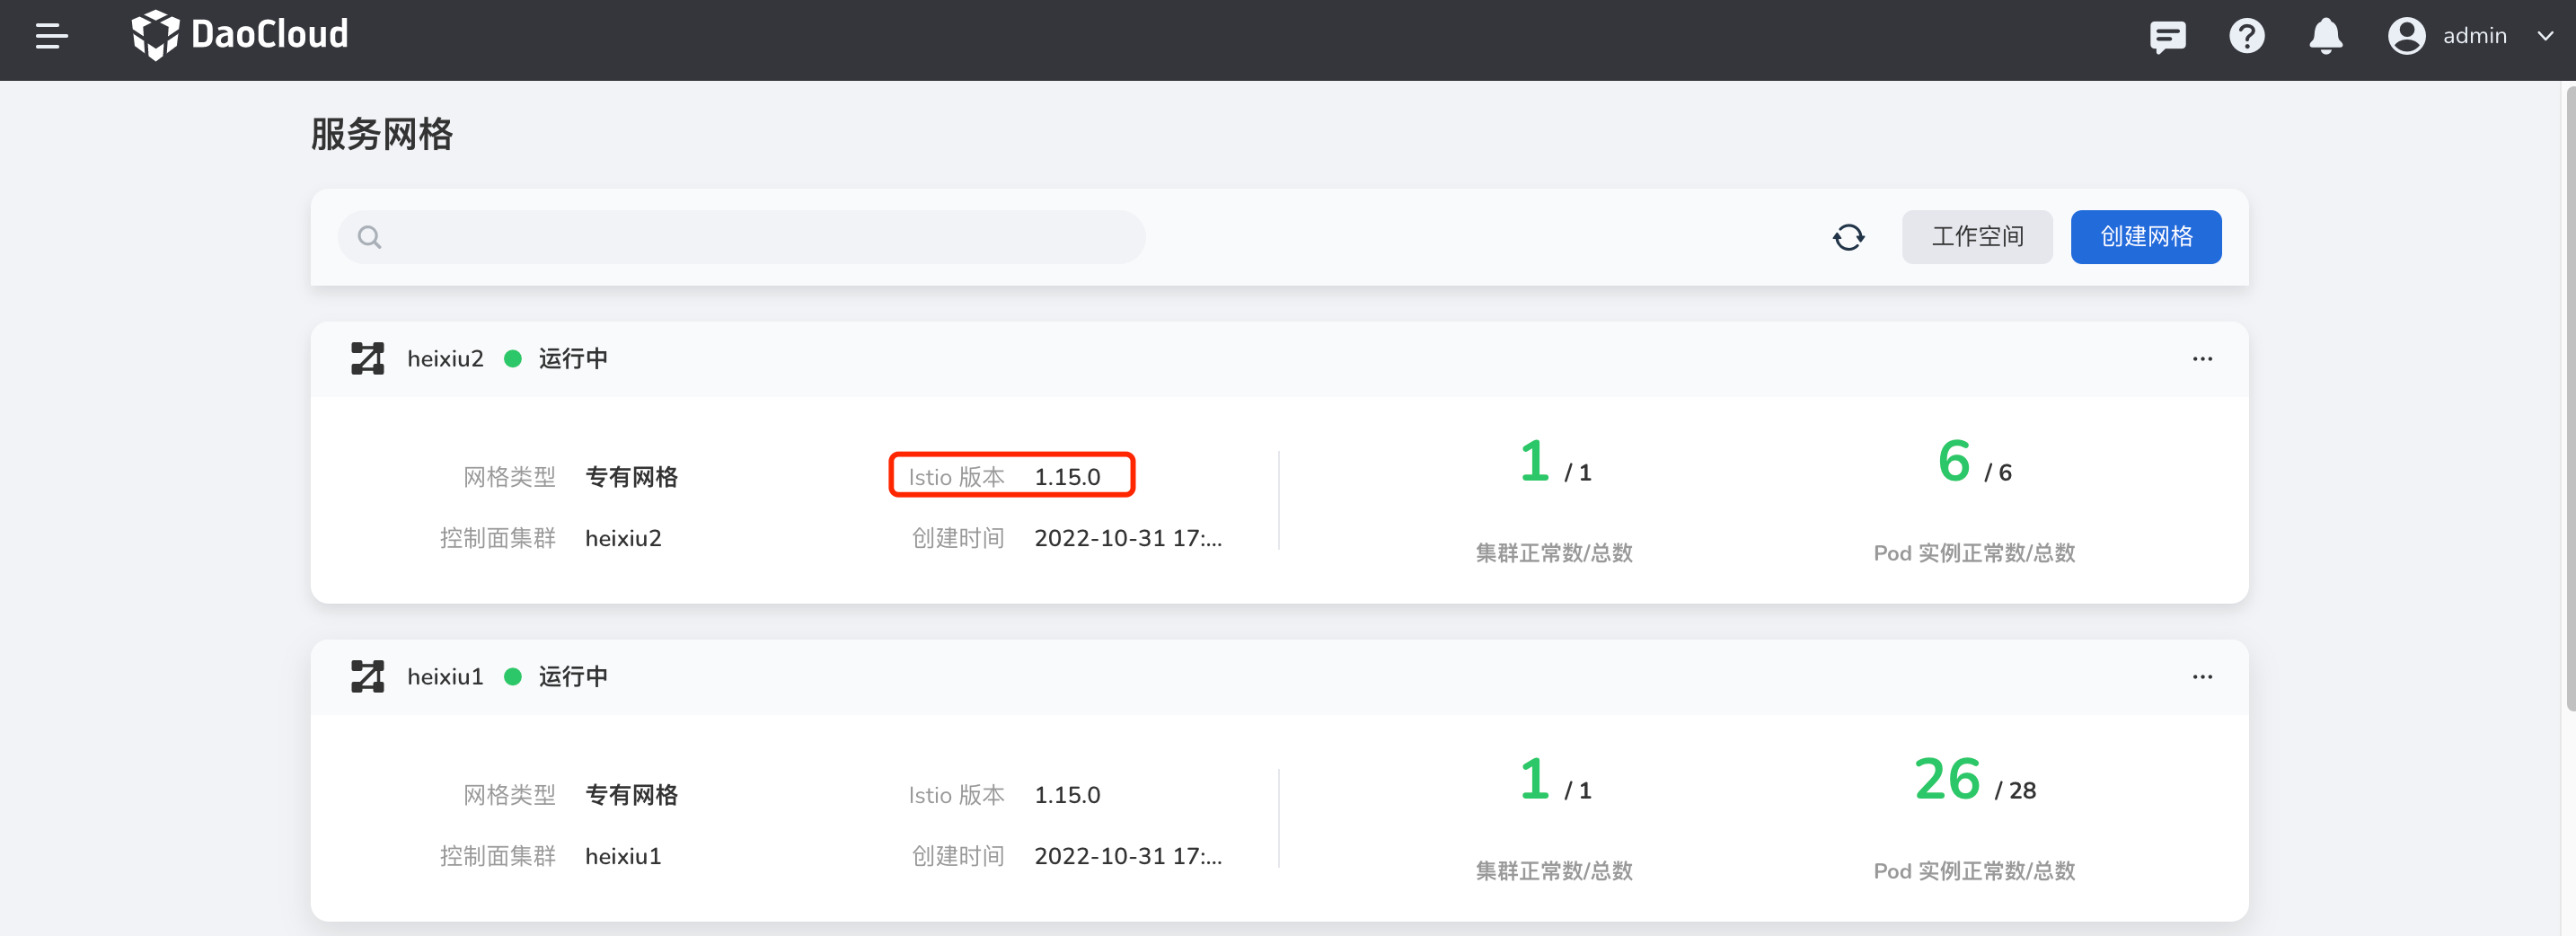 DaoCloud
admin
服务网格
工作空间
创建网格
heixiu2 运行中
网格类型 专有网格
Istio 版本 1.15.0
1 / 1
6 / 6
控制面集群 heixiu2
创建时间 2022-10-31 17:...
集群正常数/总数
Pod 实例正常数/总数
heixiu1 运行中
网格类型 专有网格
Istio 版本 1.15.0
1 / 1
26 / 28
控制面集群 heixiu1
创建时间 2022-10-31 17:...
集群正常数/总数
Pod 实例正常数/总数